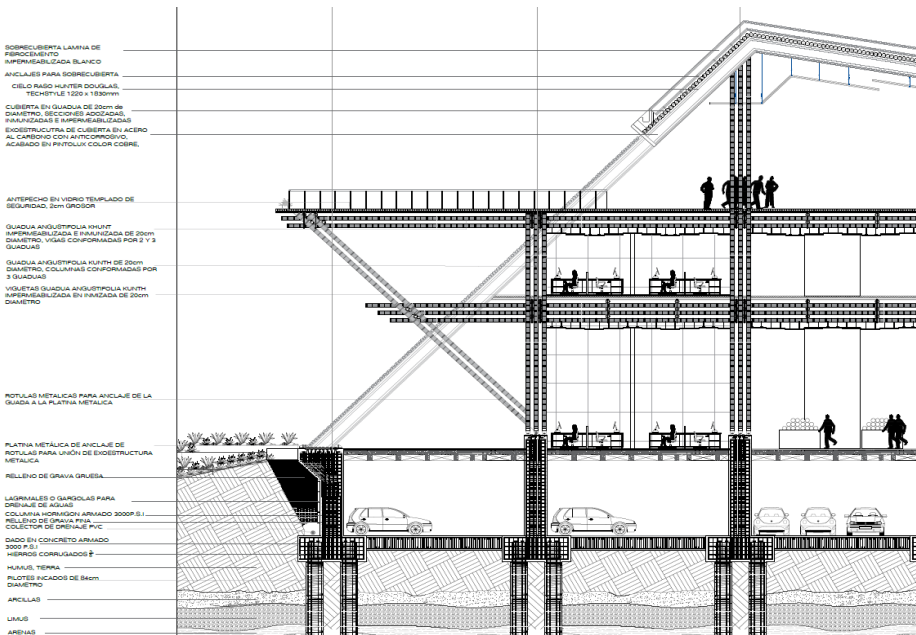 SOBRECUBIERTA LAMINA DE
FIBROCEMENTO
IMPERMEABILIZADA BLANCO
ANCLAJES PARA SOBRECUBIERTA
CIELO RASO HUNTER DOUGLAS,
TECHSTYLE 1220 x 1830mm
CUBIERTA EN GUADUA DE 20cm de
DIAMETRO, SECCIONES ADOZADAS,
INMUNIZADAS E IMPERMEABILIZADAS
EXOESTRUCUTRA DE CUBIERTA EN ACERO
AL CARBONO CON ANTICORROSIVO,
ACABADO EN PINTOLUX COLOR COBRE,
ANTEPECHO EN VIDRIO TEMPLADO DE
SEGURIDAD, 2cm GROSOR
GUADUA ANGUSTIFOLIA KHUNT
IMPERMEABILIZADA E INMUNIZADA DE 20cm
DIAMETRO, VIGAS CONFORMADAS POR 2 Y 3
GUADUAS
GUADUA ANGUSTIFOLIA KUNTH DE 20cm
DIAMETRO, COLUMNAS CONFORMADAS POR
3 GUADUAS
VIGUETAS GUADUA ANGUSTIFOLIA KUNTH
IMPERMEABILIZADA EN INMIZADA DE 20cm
DIAMETRO
ROTULAS METALICAS PARA ANCLAJE DE LA
GUADA A LA PLATINA METALICA
PLATINA METÁLICA DE ANCLAJE DE
ROTULAS PARA UNIÓN DE EXOESTRUCTURA
METALICA
RELLENO DE GRAVA GRUESA
LAGRIMALES O GARGOLAS PARA
DRENAJE DE AGUAS
COLUMNA HORMIGON ARMADO 3000P.S.I
RELLENO DE GRAVA FINA
COLECTOR DE DRENAJE PVC
DADO EN CONCRETO ARMADO
3000 P.S.I
HIERROS CORRUGADOS
HUMUS, TIERRA
PILOTES INCADOS DE 84cm
DIAMETRO
ARCILLAS
LIMUS
ARENAS